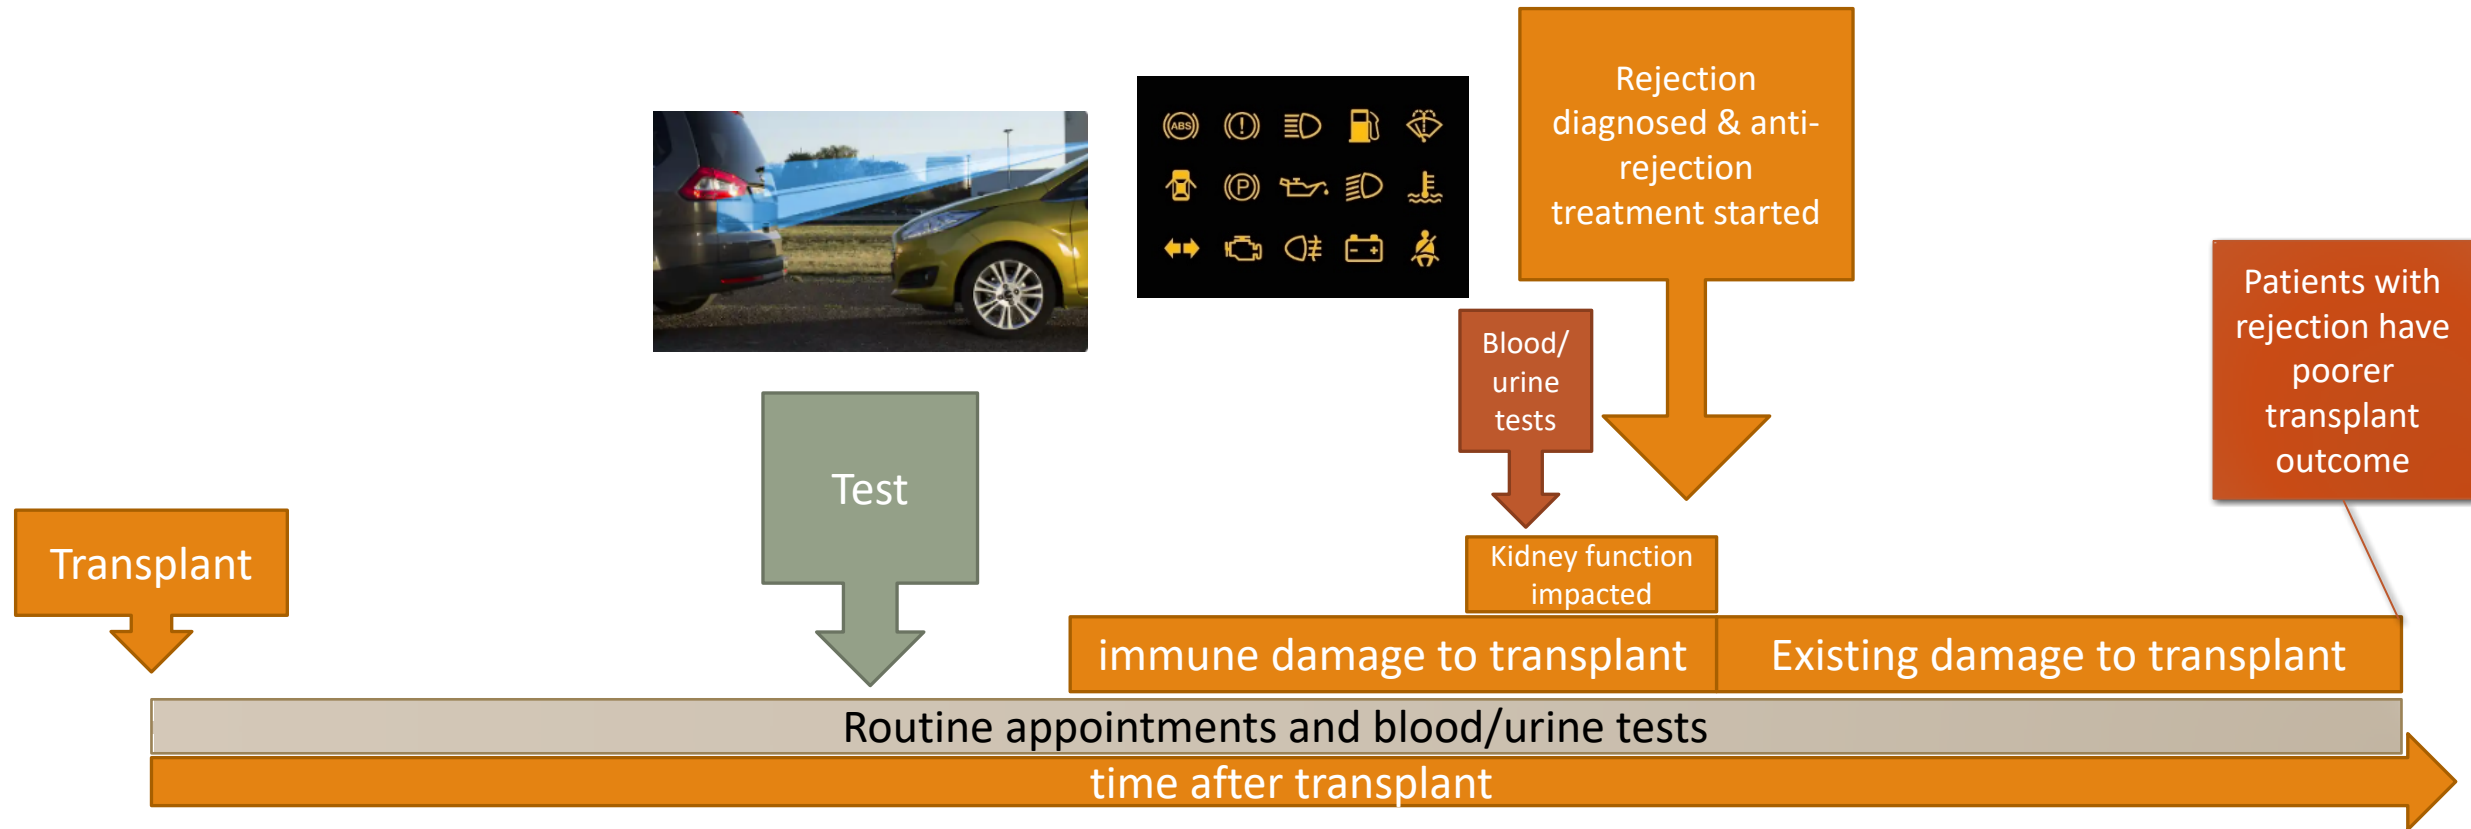 Rejection
diagnosed & anti-
rejection
treatment started
ABS
P
Blood/
urine
tests
Patients with
rejection have
poorer
transplant
outcome
Test
Transplant
Kidney function
impacted
immune damage to transplant
Existing damage to transplant
Routine appointments and blood/urine tests
time after transplant